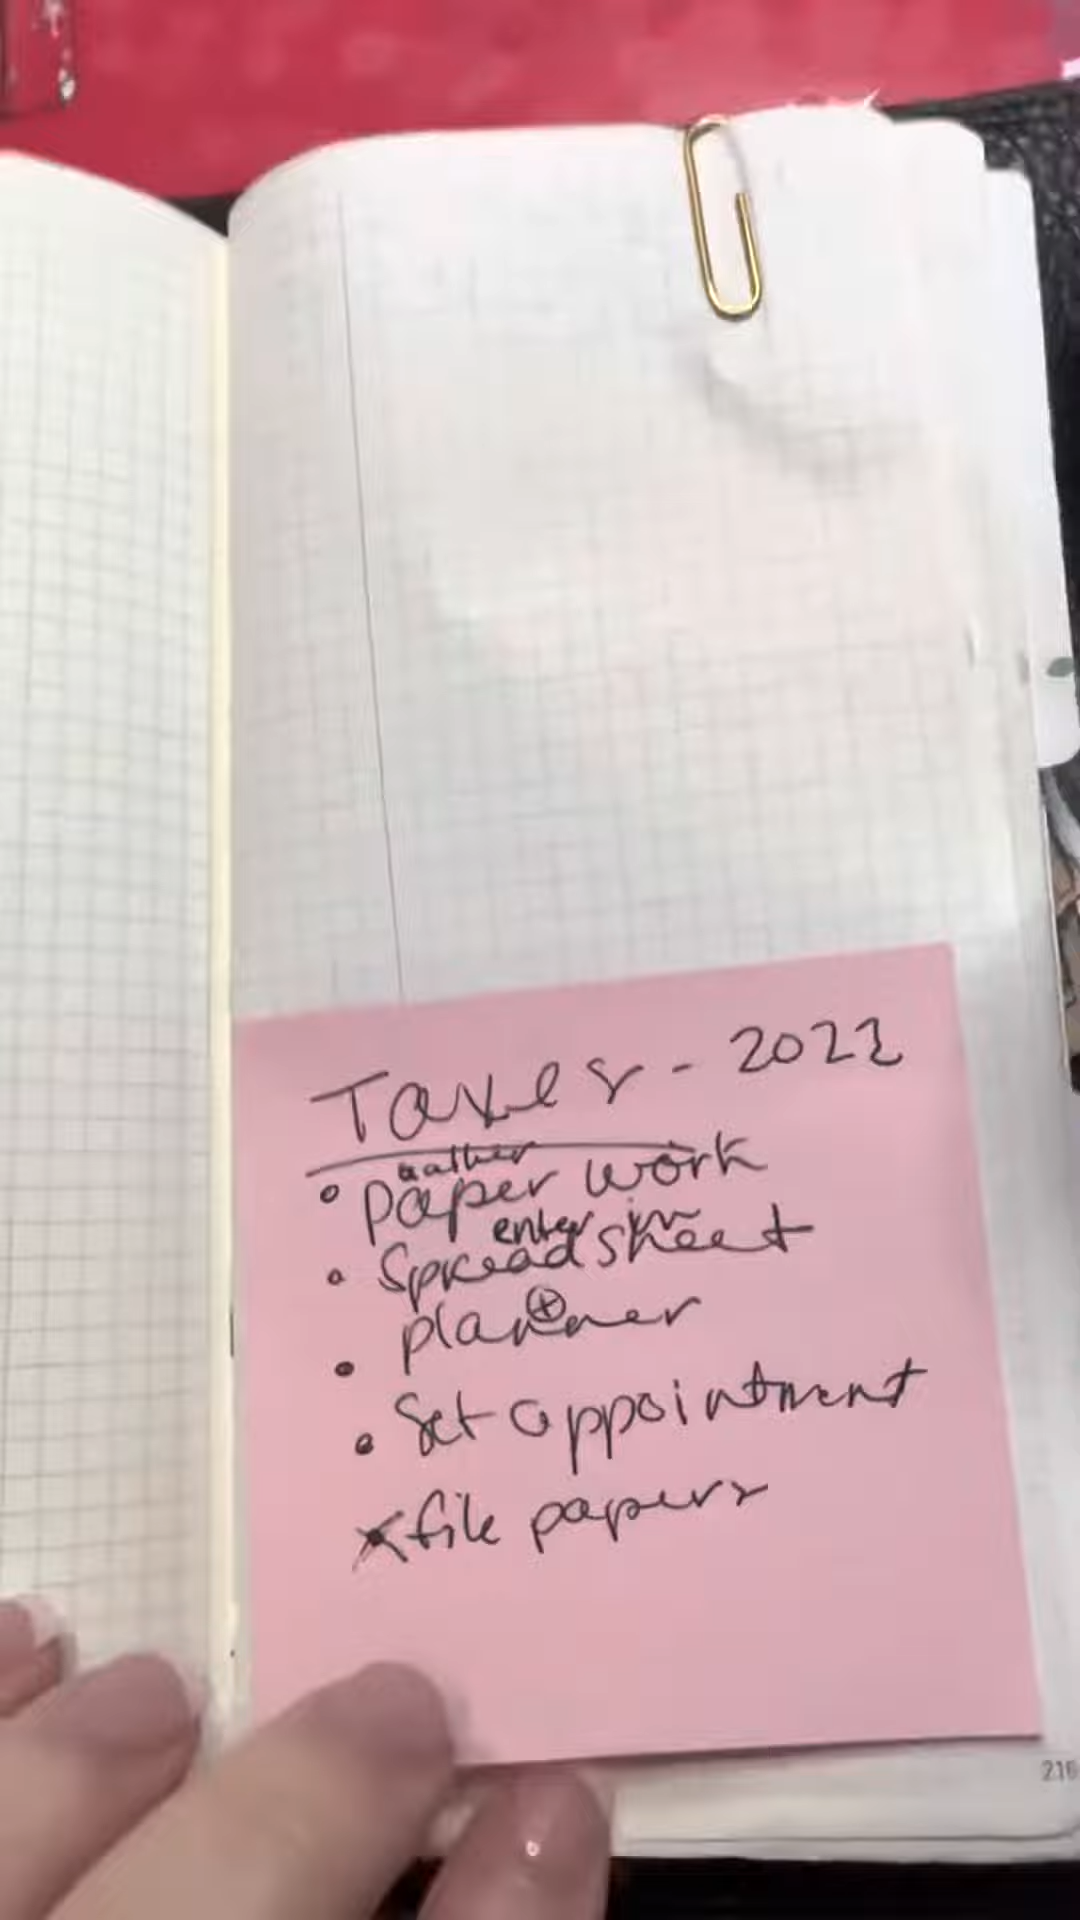 Taxes - 2022
gather
• paper work
enter in
• Spreadsheet
+
• planner
• Set appointment
x file papers
216